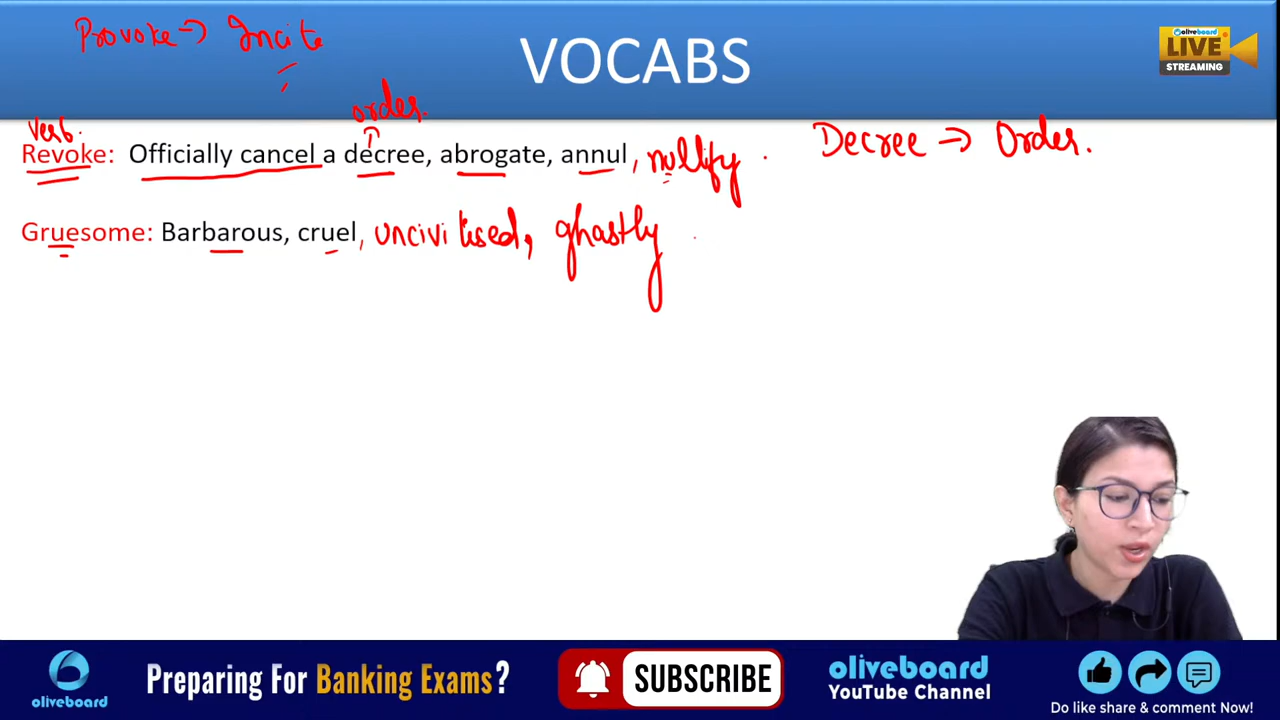 Provoke → Incite
VOCABS
oliveboard
LIVE
STREAMING
order.
verb.
Revoke: Officially cancel a decree, abrogate, annul, nullify.
Decree → Order.
Gruesome: Barbarous, cruel, uncivilised, ghastly
oliveboard
Preparing For Banking Exams?
SUBSCRIBE
oliveboard
YouTube Channel
Do like share & comment Now!